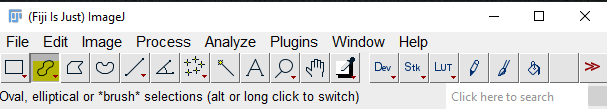 (Fiji Is Just) ImageJ
File Edit Image Process Analyze Plugins Window Help
A Dev Stk LUT >>
Oval, elliptical or *brush* selections (alt or long click to switch) Click here to search